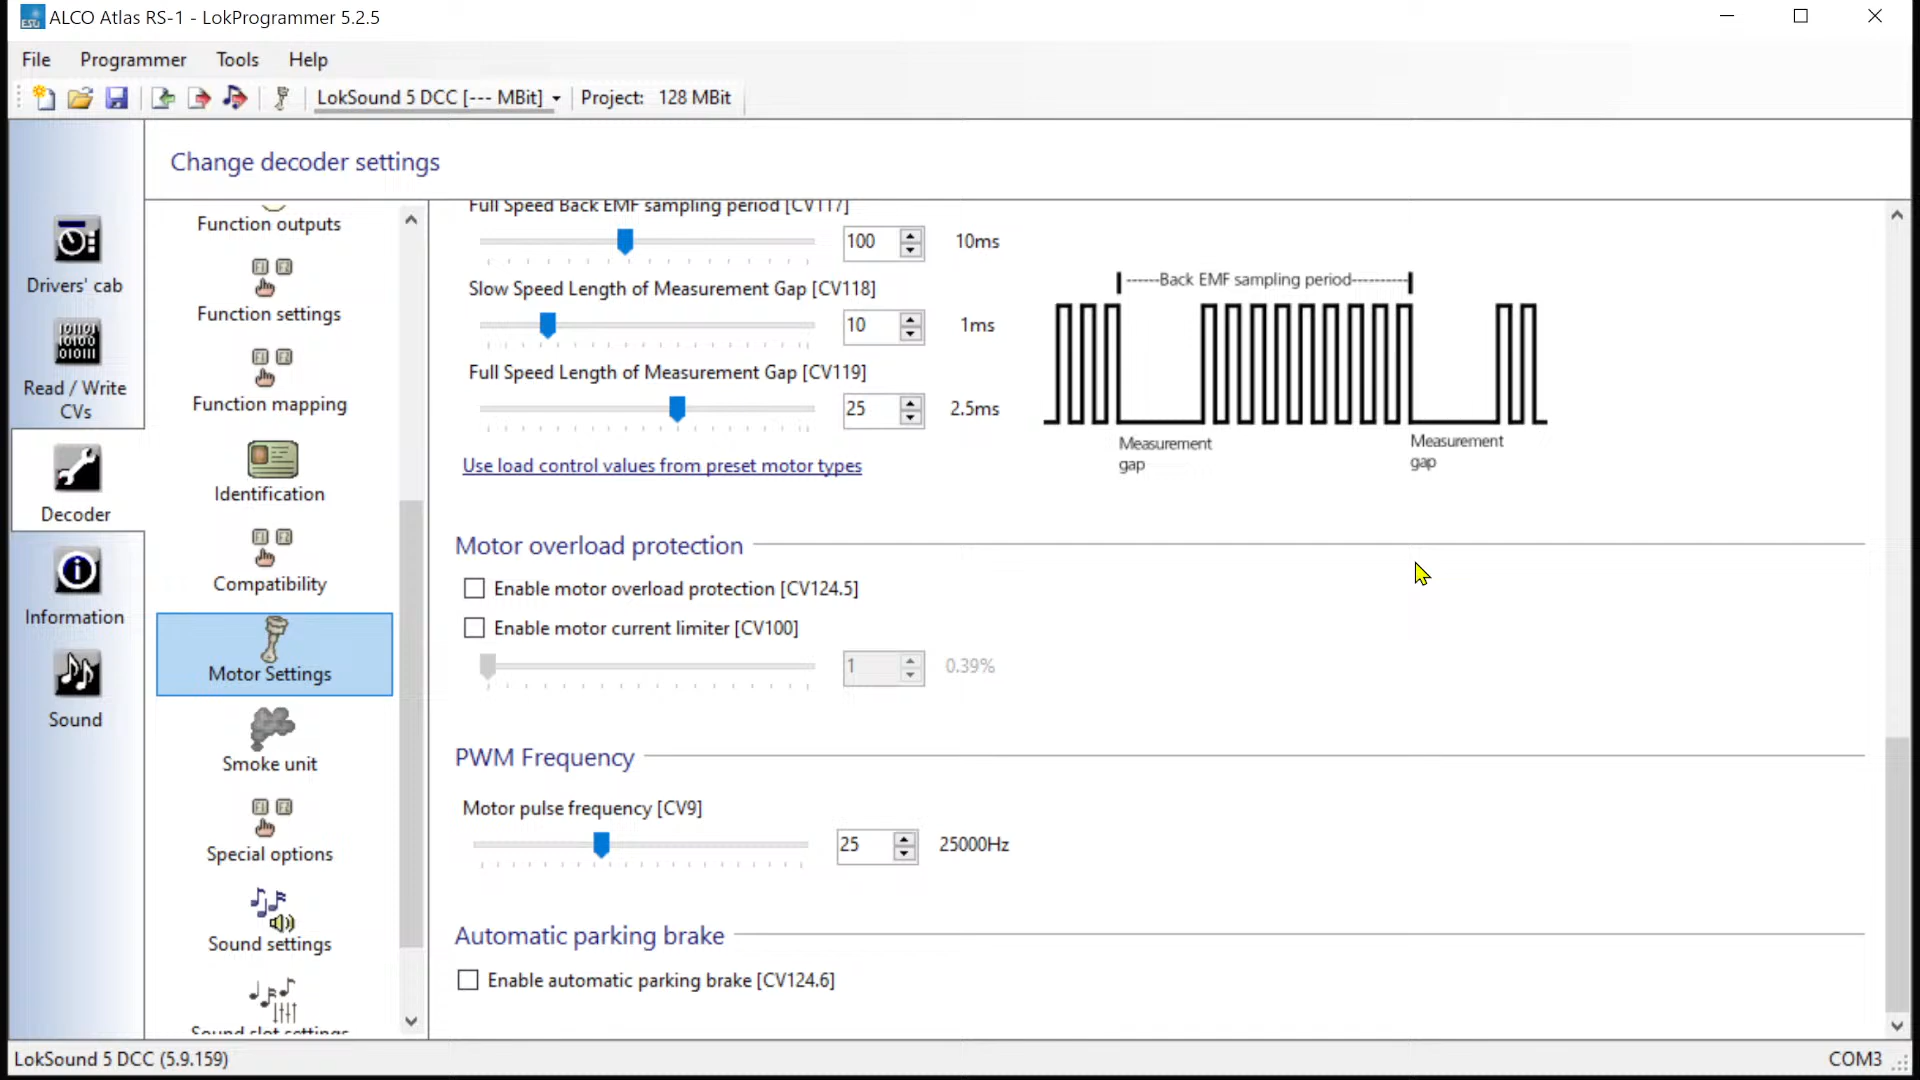 ALCO Atlas RS-1 - LokProgrammer 5.2.5
File Programmer Tools Help
LokSound 5 DCC [--- MBit] Project: 128 MBit
Change decoder settings
Drivers' cab
Read / Write
CVs
Decoder
Information
Sound
Function outputs
Function settings
Function mapping
Identification
Compatibility
Motor Settings
Smoke unit
Special options
Sound settings
Sound slot settings
Full Speed Back EMF sampling period [CV117]
100 10ms
Slow Speed Length of Measurement Gap [CV118]
10 1ms
Full Speed Length of Measurement Gap [CV119]
25 2.5ms
Use load control values from preset motor types
Back EMF sampling period
Measurement
gap
Measurement
gap
Motor overload protection
Enable motor overload protection [CV124.5]
Enable motor current limiter [CV100]
1 0.39%
PWM Frequency
Motor pulse frequency [CV9]
25 25000Hz
Automatic parking brake
Enable automatic parking brake [CV124.6]
LokSound 5 DCC (5.9.159)
COM3